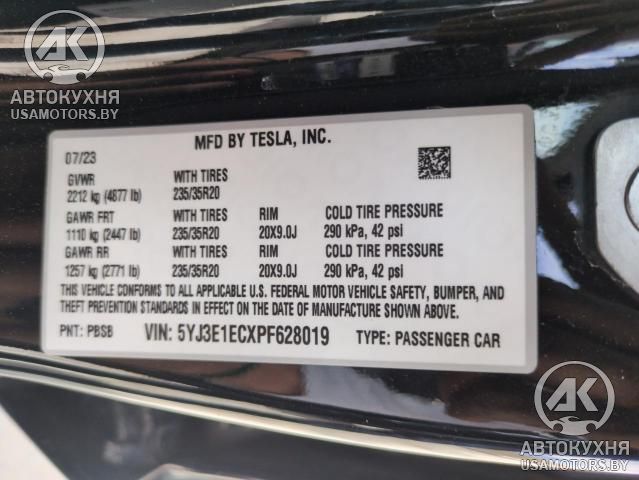 AK
АВТОКУХНЯ
USAMOTORS.BY
MFD BY TESLA, INC.
07/23
GVWR WITH TIRES
2212 kg (4877 lb) 235/35R20
GAWR FRT WITH TIRES RIM COLD TIRE PRESSURE
1110 kg (2447 lb) 235/35R20 20X9.0J 290 kPa, 42 psi
GAWR RR WITH TIRES RIM COLD TIRE PRESSURE
1257 kg (2771 lb) 235/35R20 20X9.0J 290 kPa, 42 psi
THIS VEHICLE CONFORMS TO ALL APPLICABLE U.S. FEDERAL MOTOR VEHICLE SAFETY, BUMPER, AND
THEFT PREVENTION STANDARDS IN EFFECT ON THE DATE OF MANUFACTURE SHOWN ABOVE.
PNT: PBSB VIN: 5YJ3E1ECXPF628019 TYPE: PASSENGER CAR
AK
АВТОКУХНЯ
USAMOTORS.BY